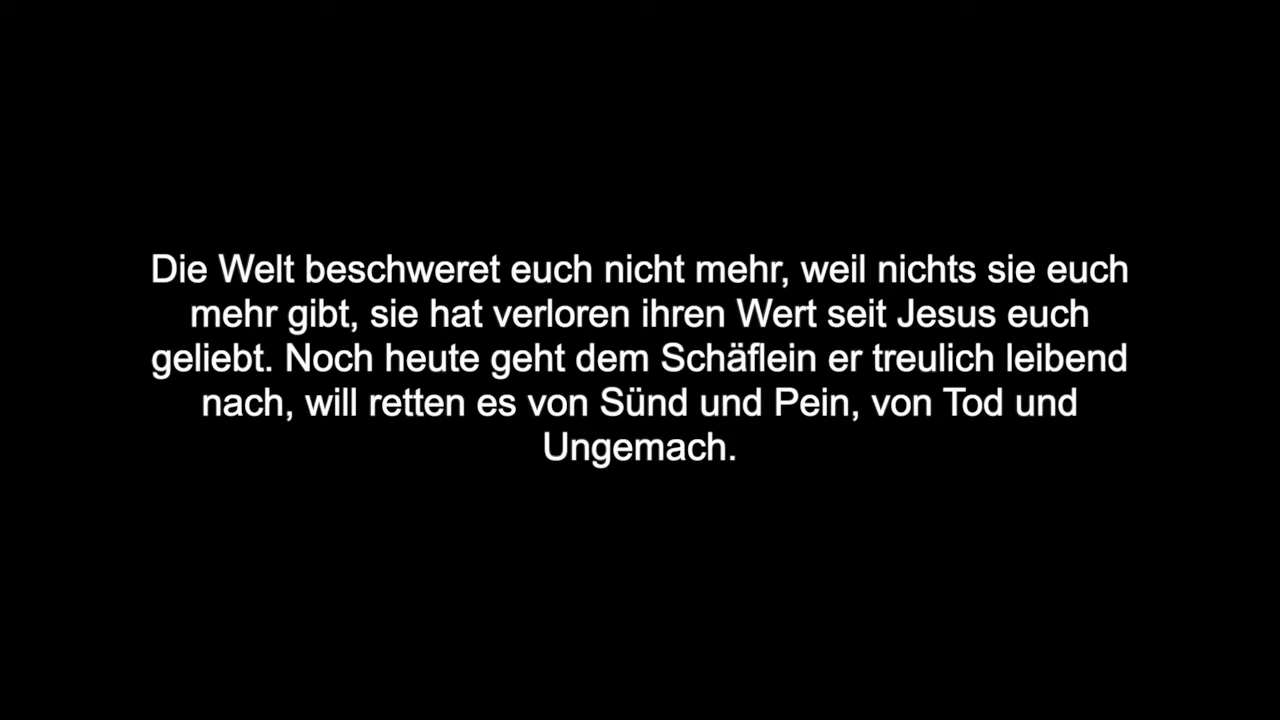 Die Welt beschweret euch nicht mehr, weil nichts sie euch
mehr gibt, sie hat verloren ihren Wert seit Jesus euch
geliebt. Noch heute geht dem Schäflein er treulich leibend
nach, will retten es von Sünd und Pein, von Tod und
Ungemach.